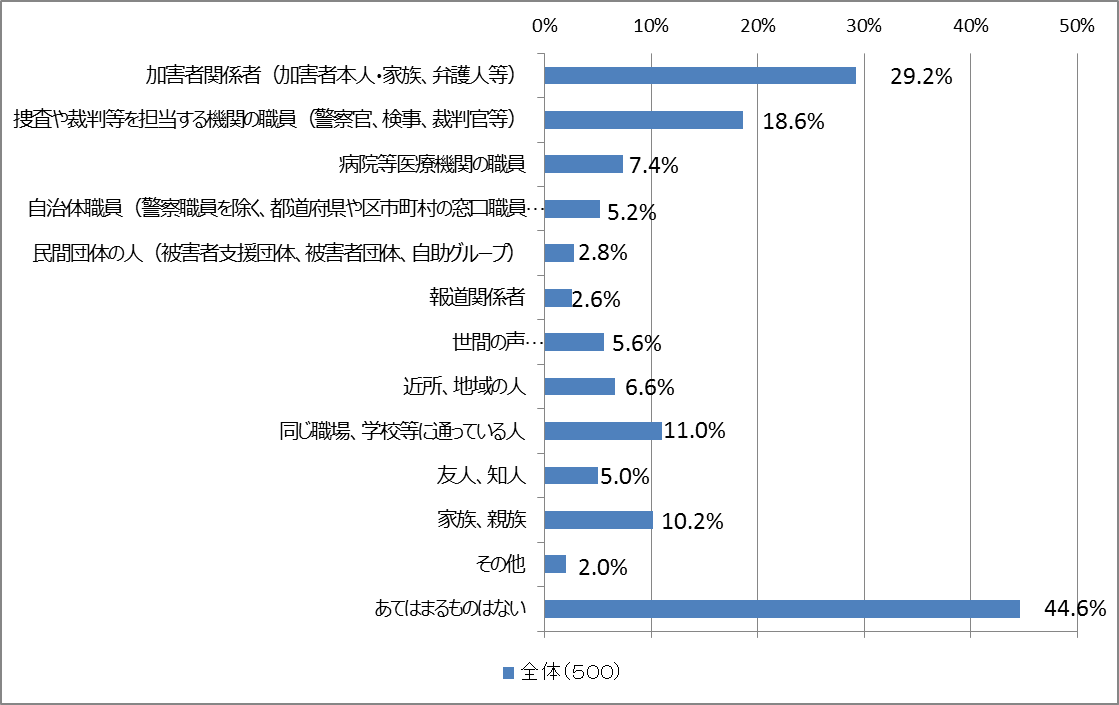 0% 10% 20% 30% 40% 50%
加害者関係者（加害者本人・家族、弁護人等） 29.2%
捜査や裁判等を担当する機関の職員（警察官、検事、裁判官等） 18.6%
病院等医療機関の職員 7.4%
自治体職員（警察職員を除く、都道府県や区市町村の窓口職員… 5.2%
民間団体の人（被害者支援団体、被害者団体、自助グループ） 2.8%
報道関係者 2.6%
世間の声… 5.6%
近所、地域の人 6.6%
同じ職場、学校等に通っている人 11.0%
友人、知人 5.0%
家族、親族 10.2%
その他 2.0%
あてはまるものはない 44.6%
全体（５００）